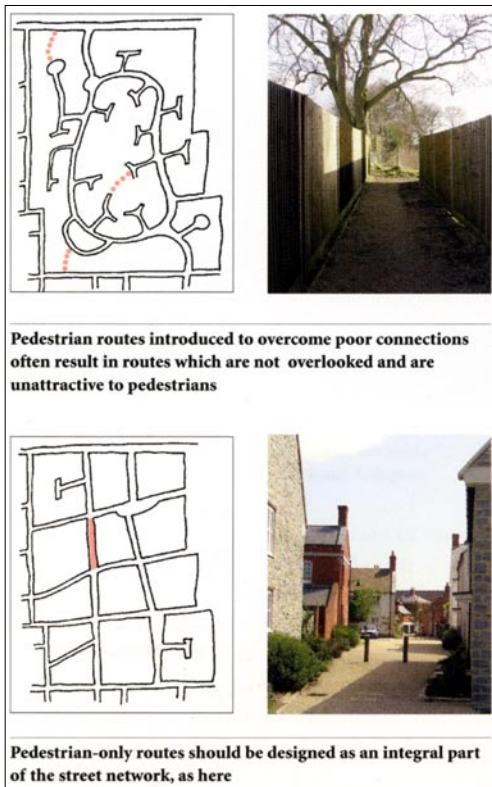 Pedestrian routes introduced to overcome poor connections
often result in routes which are not overlooked and are
unattractive to pedestrians
Pedestrian-only routes should be designed as an integral part
of the street network, as here